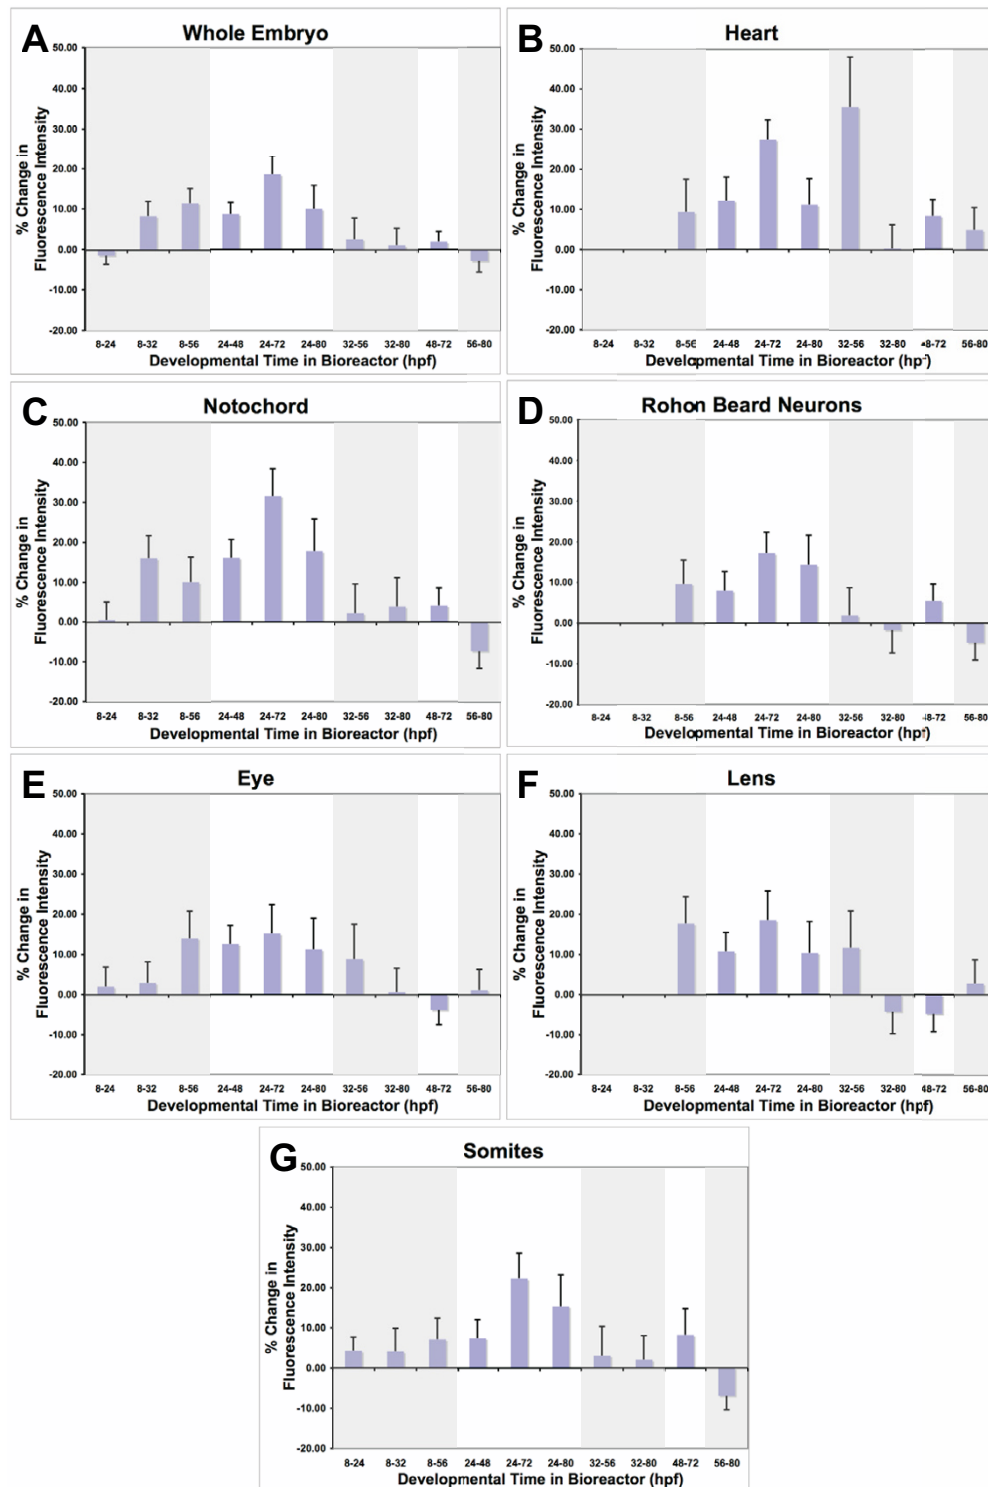 A
Whole Embryo
% Change in
Fluorescence Intensity
50.00
40.00
30.00
20.00
10.00
0.00
-10.00
-20.00
8-24 8-32 8-56 24-48 24-72 24-80 32-56 32-80 48-72 56-80
Developmental Time in Bioreactor (hpf)
B
Heart
% Change in
Fluorescence Intensity
50.00
40.00
30.00
20.00
10.00
0.00
-10.00
-20.00
8-24 8-32 8-56 24-48 24-72 24-80 32-56 32-80 48-72 56-80
Developmental Time in Bioreactor (hpf)
C
Notochord
% Change in
Fluorescence Intensity
50.00
40.00
30.00
20.00
10.00
0.00
-10.00
-20.00
8-24 8-32 8-56 24-48 24-72 24-80 32-56 32-80 48-72 56-80
Developmental Time in Bioreactor (hpf)
D
Rohon Beard Neurons
% Change in
Fluorescence Intensity
50.00
40.00
30.00
20.00
10.00
0.00
-10.00
-20.00
8-24 8-32 8-56 24-48 24-72 24-80 32-56 32-80 48-72 56-80
Developmental Time in Bioreactor (hpf)
E
Eye
% Change in
Fluorescence Intensity
50.00
40.00
30.00
20.00
10.00
0.00
-10.00
-20.00
8-24 8-32 8-56 24-48 24-72 24-80 32-56 32-80 48-72 56-80
Developmental Time in Bioreactor (hpf)
F
Lens
% Change in
Fluorescence Intensity
50.00
40.00
30.00
20.00
10.00
0.00
-10.00
-20.00
8-24 8-32 8-56 24-48 24-72 24-80 32-56 32-80 48-72 56-80
Developmental Time in Bioreactor (hpf)
G
Somites
% Change in
Fluorescence Intensity
50.00
40.00
30.00
20.00
10.00
0.00
-10.00
-20.00
8-24 8-32 8-56 24-48 24-72 24-80 32-56 32-80 48-72 56-80
Developmental Time in Bioreactor (hpf)